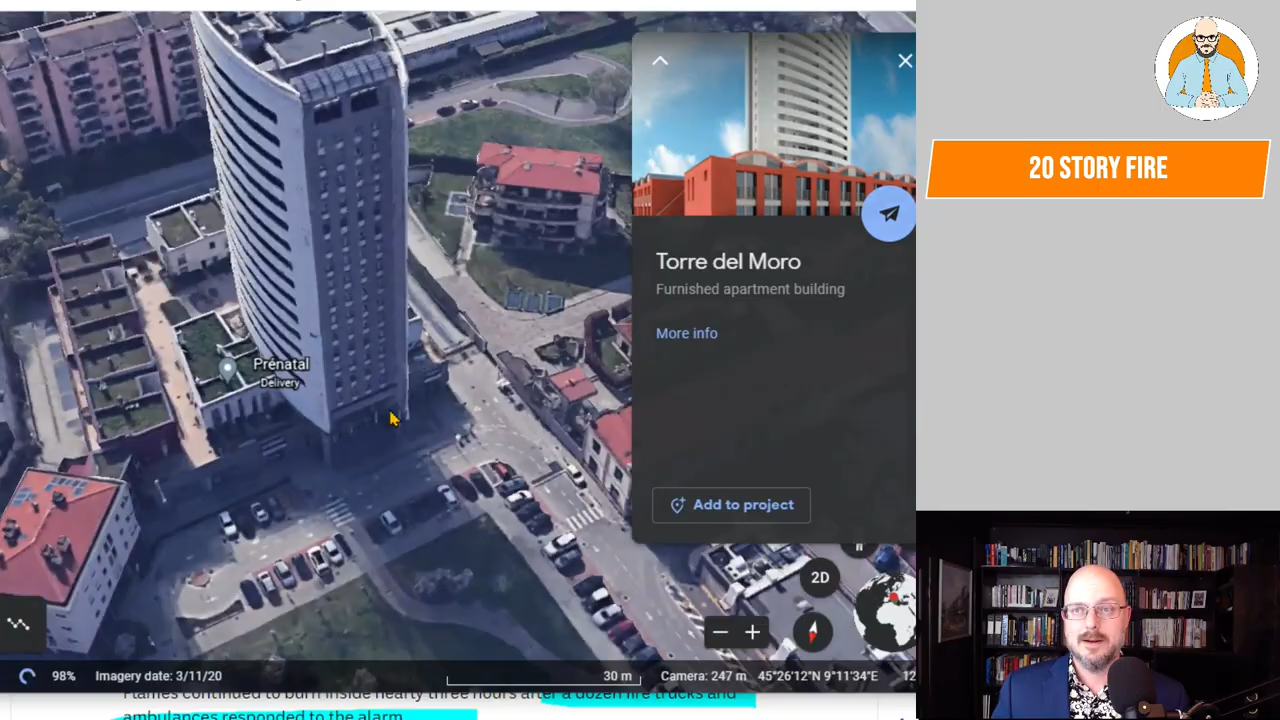 20 STORY FIRE
Torre del Moro
Furnished apartment building
More info
Prénatal
Delivery
Add to project
2D
98%
Imagery date: 3/11/20
30 m
Camera: 247 m
45°26'12"N 9°11'34"E
12
Flames continued to burn inside nearly three hours after a dozen fire trucks and
ambulances responded to the alarm.